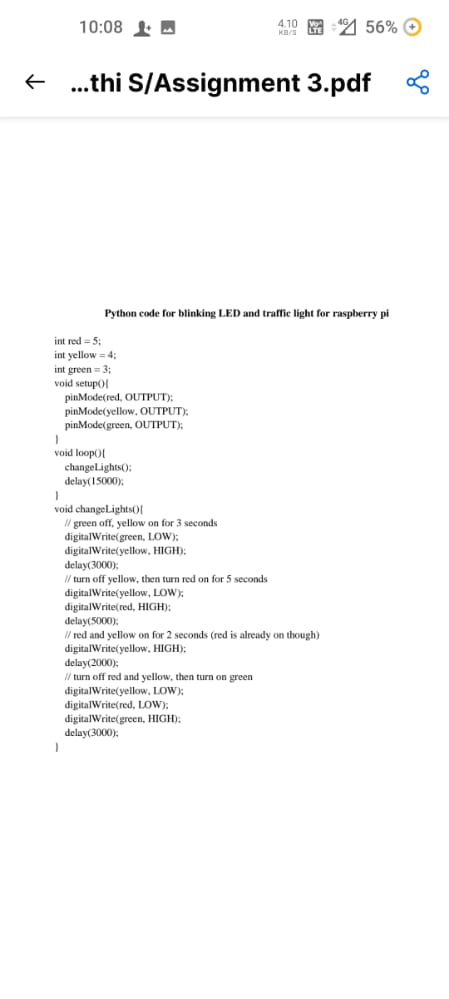 10:08
4.10
KB/S
Vo
LTE
4G
56%
...thi S/Assignment 3.pdf
Python code for blinking LED and traffic light for raspberry pi
int red = 5;
int yellow = 4;
int green = 3;
void setup(){
pinMode(red, OUTPUT);
pinMode(yellow, OUTPUT);
pinMode(green, OUTPUT);
}
void loop(){
changeLights();
delay(15000);
}
void changeLights(){
// green off, yellow on for 3 seconds
digitalWrite(green, LOW);
digitalWrite(yellow, HIGH);
delay(3000);
// turn off yellow, then turn red on for 5 seconds
digitalWrite(yellow, LOW);
digitalWrite(red, HIGH);
delay(5000);
// red and yellow on for 2 seconds (red is already on though)
digitalWrite(yellow, HIGH);
delay(2000);
// turn off red and yellow, then turn on green
digitalWrite(yellow, LOW);
digitalWrite(red, LOW);
digitalWrite(green, HIGH);
delay(3000);
}